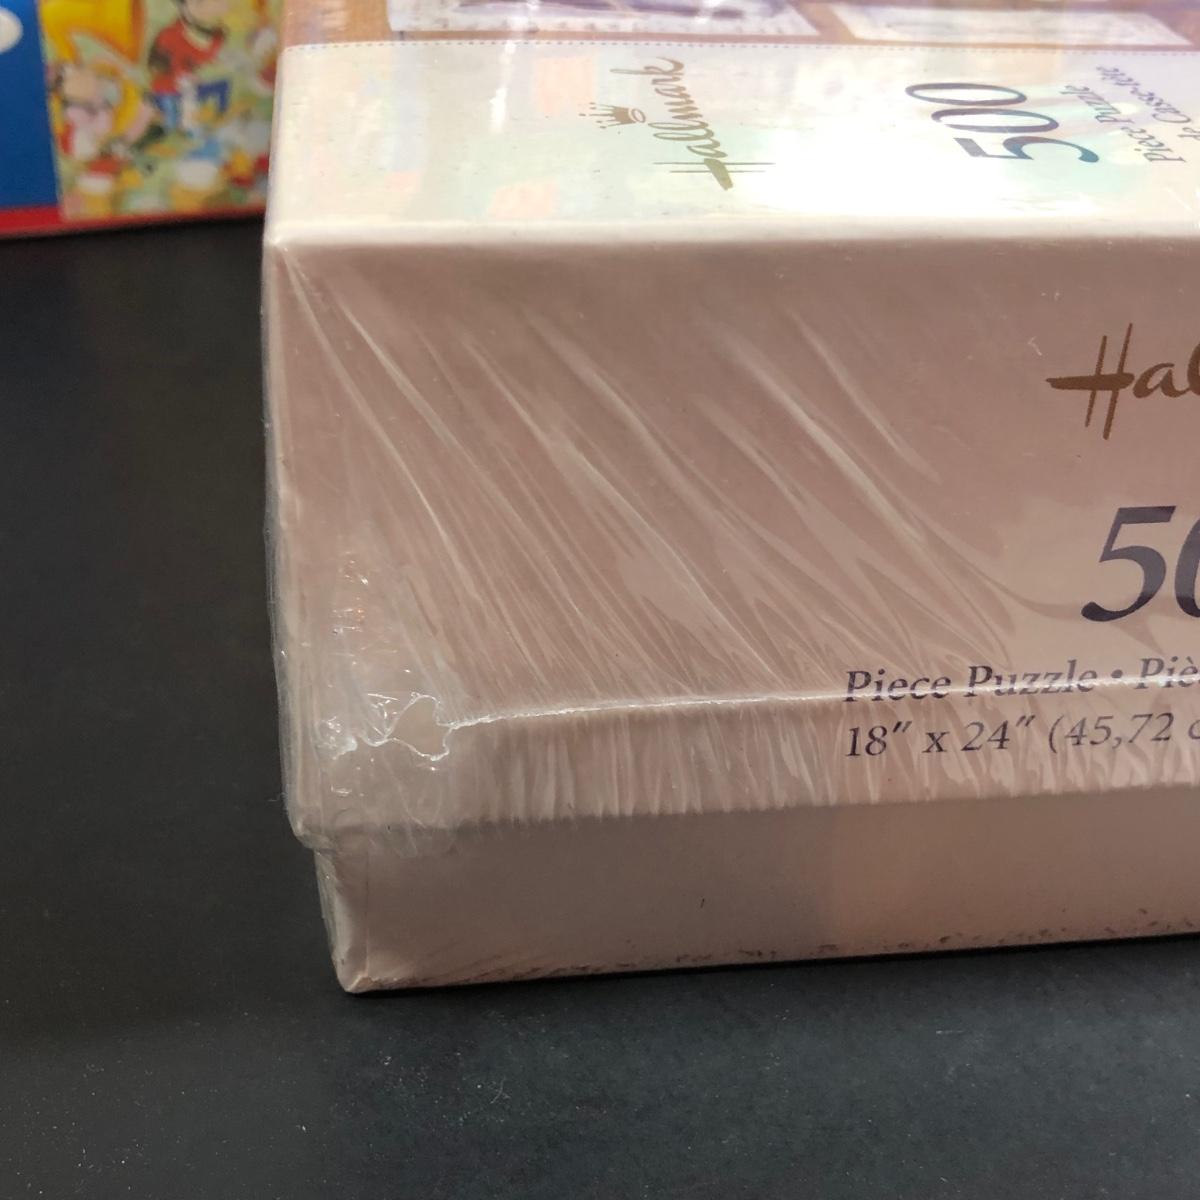 Hallmark
500
Piece Puzzle
Hal
50
Piece Puzzle • Piè
18" x 24" (45,72 c